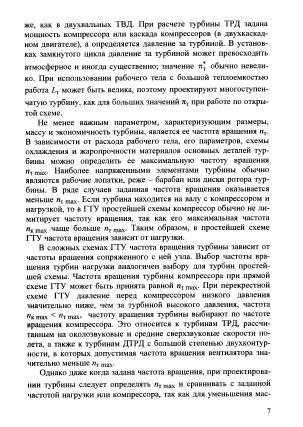 же, как в двухвальных ТВД. При расчете турбины ТРД задана
мощность компрессора или каскада компрессоров (в двухкаскад-
ном двигателе), а определяется давление за турбиной. В установ-
ках замкнутого цикла давление за турбиной может превосходить
атмосферное и иногда существенно; значение π*т обычно невели-
ко. При использовании рабочего тела с большой теплоемкостью
работа Lт может быть велика, поэтому проектируют многоступен-
чатую турбину, как для больших значений πт при работе по откры-
той схеме.
Не менее важным параметром, характеризующим размеры,
массу и экономичность турбины, является ее частота вращения nт.
В зависимости от расхода рабочего тела, его параметров, схемы
охлаждения и жаропрочности материалов основных деталей тур-
бины можно определить ее максимальную частоту вращения
nт max. Наиболее напряженными элементами турбины обычно
являются рабочие лопатки, реже – барабан или диски ротора тур-
бины. В ряде случаев заданная частота вращения оказывается
меньше nт max. Если турбина находится на валу с компрессором и
нагрузкой, то в ГТУ простейшей схемы компрессор обычно не ли-
митирует частоту вращения, так как его максимальная частота
nк max чаще больше nт max. Таким образом, в простейшей схеме
ГТУ частота вращения зависит от нагрузки.
В сложных схемах ГТУ частота вращения турбины зависит от
частоты вращения сопряженного с ней узла. Выбор частоты вра-
щения турбин нагрузки аналогичен выбору для турбин простей-
шей схемы. Частота вращения турбины компрессора при прямой
схеме ГТУ может быть принята равной nт max. При перекрестной
схеме ГТУ давление перед компрессором низкого давления
значительно ниже, чем за турбиной высокого давления, частота
nк max < nт max, частоту турбины выбирают по частоте
вращения компрессора. Это относится к турбинам ТРД, рассчи-
танным на околозвуковые и средние сверхзвуковые скорости по-
лета, а также к турбинам ДТРД с большой степенью двухконтур-
ности, в которых допустимая частота вращения вентилятора зна-
чительно меньше nт max.
Однако даже когда задана частота вращения, при проектирова-
нии турбины следует определять nт max и сравнивать с заданной
частотой нагрузки или компрессора, так как для уменьшения мас-
7